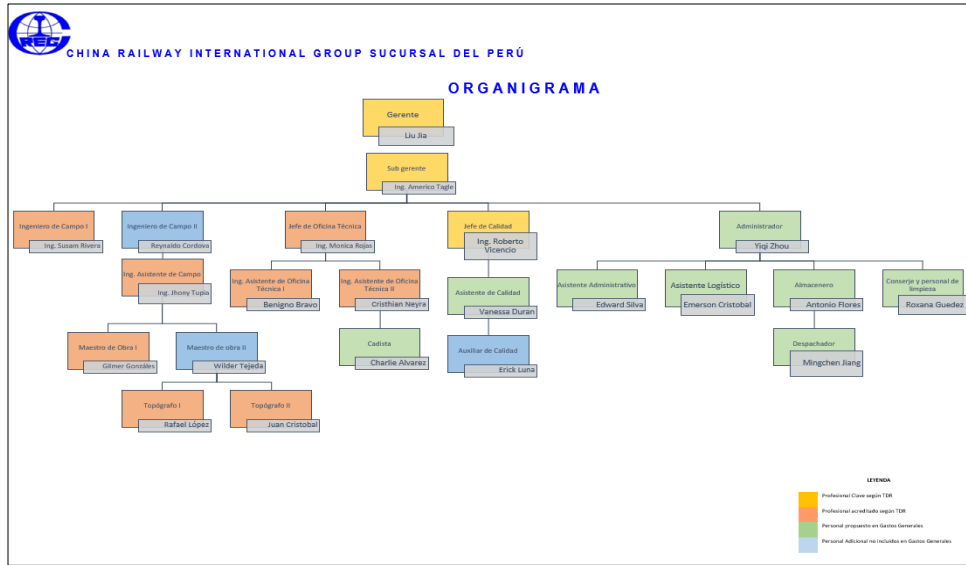 CREG
CHINA RAILWAY INTERNATIONAL GROUP SUCURSAL DEL PERÚ
ORGANIGRAMA
Gerente
Liu Jia
Sub gerente
Ing. Americo Tagle
Ingeniero de Campo I
Ing. Susam Rivera
Ingeniero de Campo II
Reynaldo Cordova
Jefe de Oficina Técnica
Ing. Monica Rojas
Jefe de Calidad
Ing. Roberto
Vicencio
Administrador
Yiqi Zhou
Ing. Asistente de Campo
Ing. Jhony Tupia
Ing. Asistente de Oficina
Técnica I
Benigno Bravo
Ing. Asistente de Oficina
Técnica II
Cristhian Neyra
Asistente de Calidad
Vanessa Duran
Asistente Administrativo
Edward Silva
Asistente Logístico
Emerson Cristobal
Almacenero
Antonio Flores
Conserje y personal de
limpieza
Roxana Guedez
Maestro de Obra I
Gilmer Gonzáles
Maestro de obra II
Wilder Tejeda
Cadista
Charlie Alvarez
Auxiliar de Calidad
Erick Luna
Despachador
Mingchen Jiang
Topógrafo I
Rafael López
Topógrafo II
Juan Cristobal
LEYENDA
Profesional Clave según TDR
Profesional acreditado según TDR
Personal propuesto en Gastos Generales
Personal Adicional no incluidos en Gastos Generales